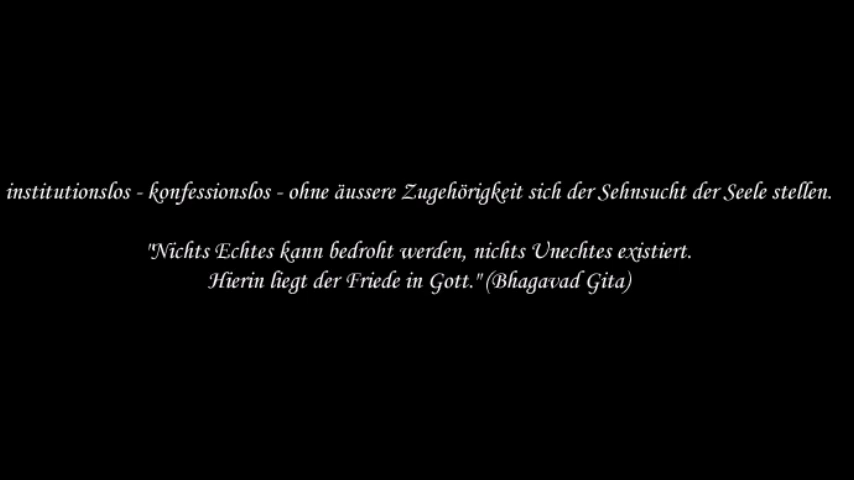 institutionslos - konfessionslos - ohne äussere Zugehörigkeit sich der Sehnsucht der Seele stellen.
"Nichts Echtes kann bedroht werden, nichts Unechtes existiert.
Hierin liegt der Friede in Gott." (Bhagavad Gita)